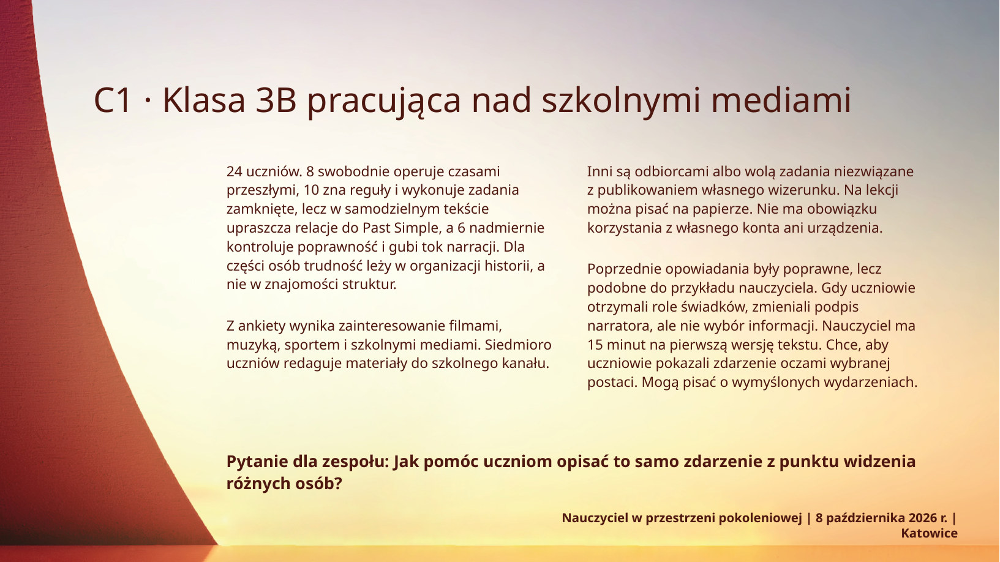 C1 · Klasa 3B pracująca nad szkolnymi mediami
24 uczniów. 8 swobodnie operuje czasami
przeszłymi, 10 zna reguły i wykonuje zadania
zamknięte, lecz w samodzielnym tekście
upraszcza relacje do Past Simple, a 6 nadmiernie
kontroluje poprawność i gubi tok narracji. Dla
części osób trudność leży w organizacji historii, a
nie w znajomości struktur.
Z ankiety wynika zainteresowanie filmami,
muzyką, sportem i szkolnymi mediami. Siedmioro
uczniów redaguje materiały do szkolnego kanału.
Inni są odbiorcami albo wolą zadania niezwiązane
z publikowaniem własnego wizerunku. Na lekcji
można pisać na papierze. Nie ma obowiązku
korzystania z własnego konta ani urządzenia.
Poprzednie opowiadania były poprawne, lecz
podobne do przykładu nauczyciela. Gdy uczniowie
otrzymali role świadków, zmieniali podpis
narratora, ale nie wybór informacji. Nauczyciel ma
15 minut na pierwszą wersję tekstu. Chce, aby
uczniowie pokazali zdarzenie oczami wybranej
postaci. Mogą pisać o wymyślonych wydarzeniach.
Pytanie dla zespołu: Jak pomóc uczniom opisać to samo zdarzenie z punktu widzenia
różnych osób?
Nauczyciel w przestrzeni pokoleniowej | 8 października 2026 r. |
Katowice